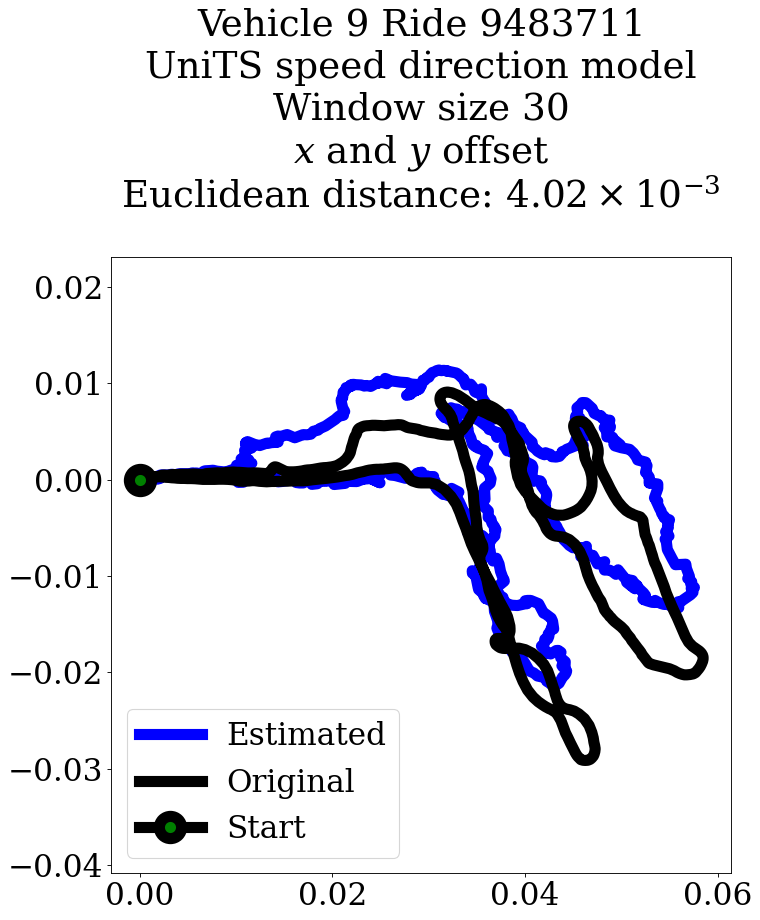 Vehicle 9 Ride 9483711
UniTS speed direction model
Window size 30
x and y offset
Euclidean distance: 4.02 × 10⁻³
0.02
0.01
0.00
−0.01
−0.02
−0.03
−0.04
Estimated
Original
Start
0.00 0.02 0.04 0.06